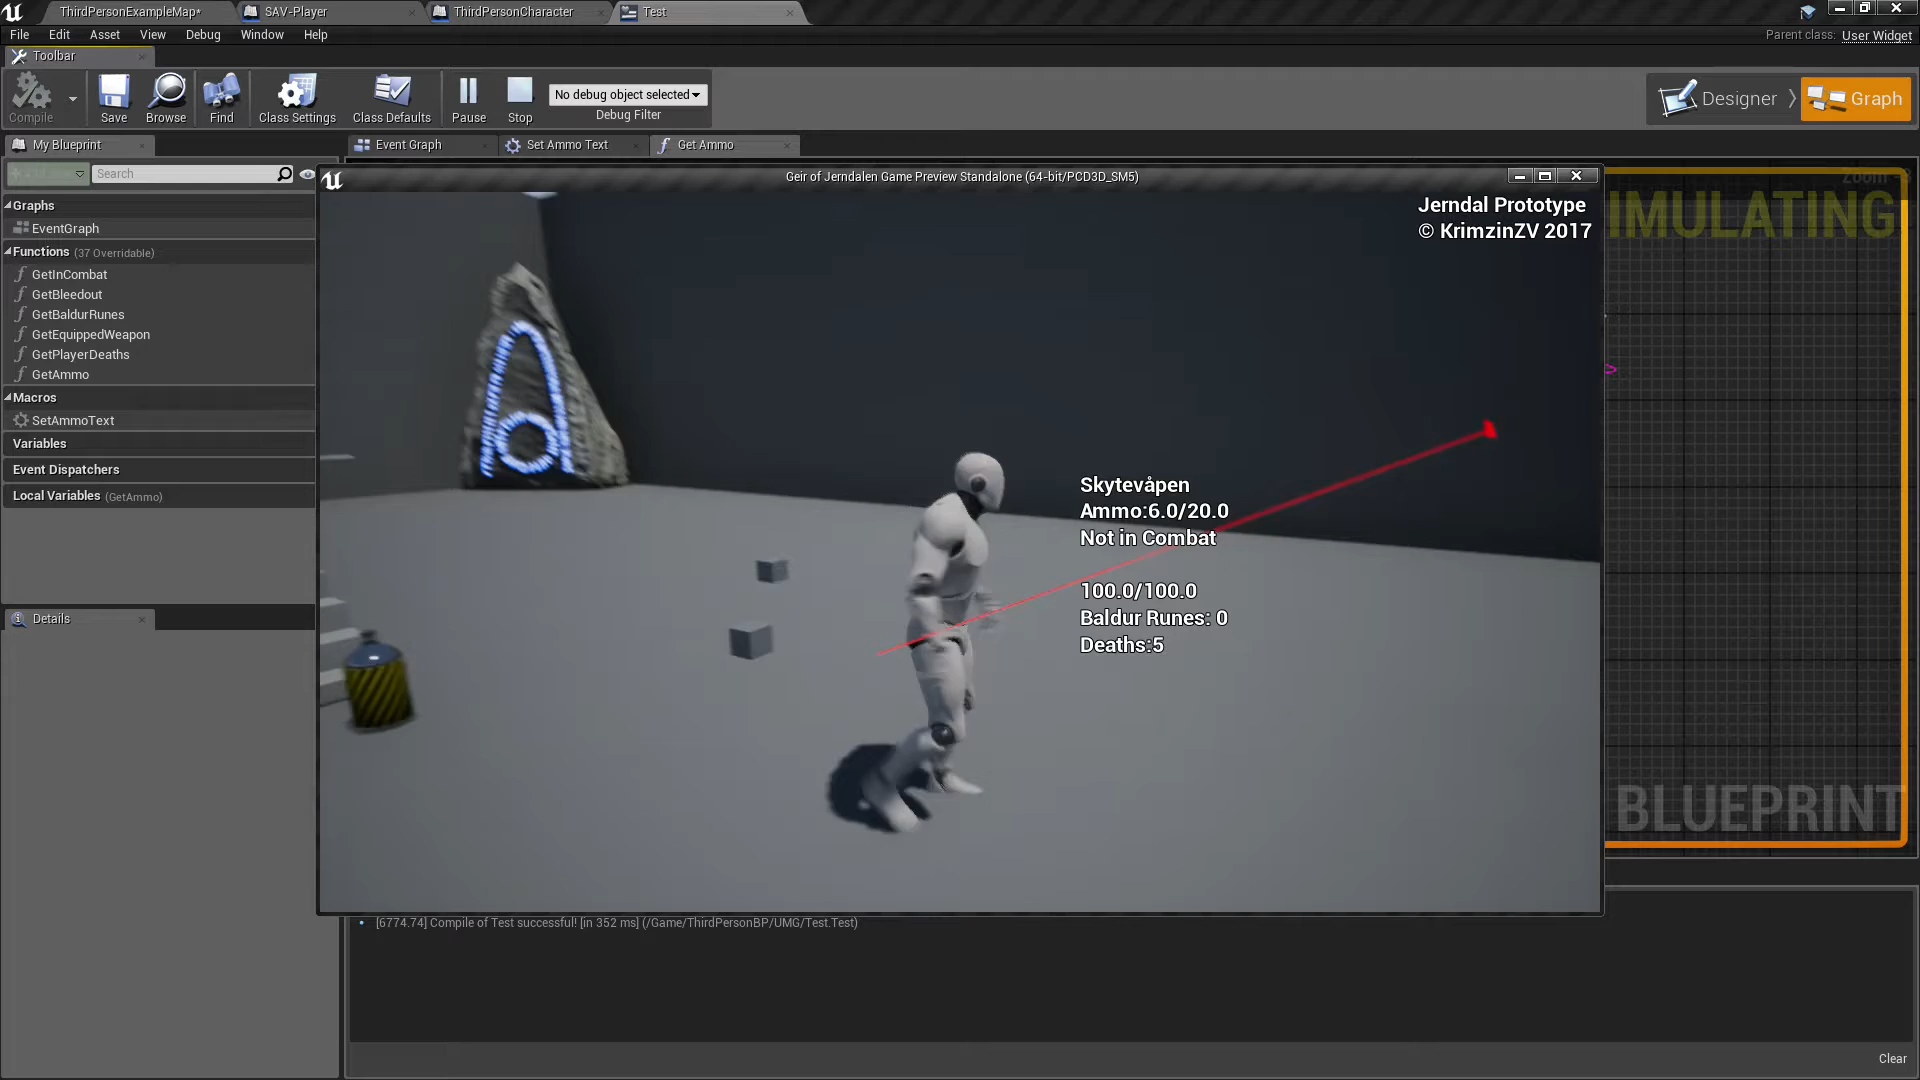 ThirdPersonExampleMap*
SAV-Player
ThirdPersonCharacter
Test
File Edit Asset View Debug Window Help
Parent class: User Widget
Toolbar
Compile
Save
Browse
Find
Class Settings
Class Defaults
Pause
Stop
No debug object selected
Debug Filter
Designer
Graph
My Blueprint
Event Graph
Set Ammo Text
Get Ammo
Search
Graphs
EventGraph
Functions (37 Overridable)
GetInCombat
GetBleedout
GetBaldurRunes
GetEquippedWeapon
GetPlayerDeaths
GetAmmo
Macros
SetAmmoText
Variables
Event Dispatchers
Local Variables (GetAmmo)
Details
Geir of Jerndalen Game Preview Standalone (64-bit/PCD3D_SM5)
Jerndal Prototype
© KrimzinZV 2017
Skytevåpen
Ammo:6.0/20.0
Not in Combat
100.0/100.0
Baldur Runes: 0
Deaths:5
IMULATING
BLUEPRINT
[6774.74] Compile of Test successful! [in 352 ms] (/Game/ThirdPersonBP/UMG/Test.Test)
Clear